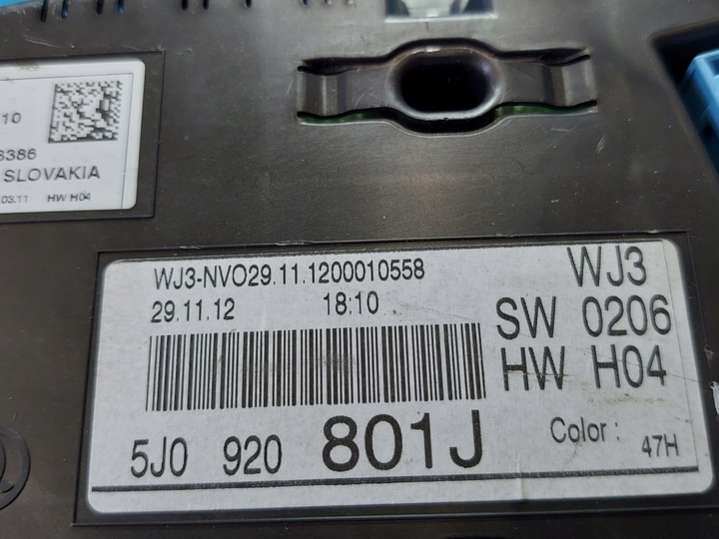 10
8386
SLOVAKIA
.03.11 HW H04
WJ3-NVO29.11.1200010558
29.11.12 18:10
WJ3
SW 0206
HW H04
5J0 920 801J
Color : 47H